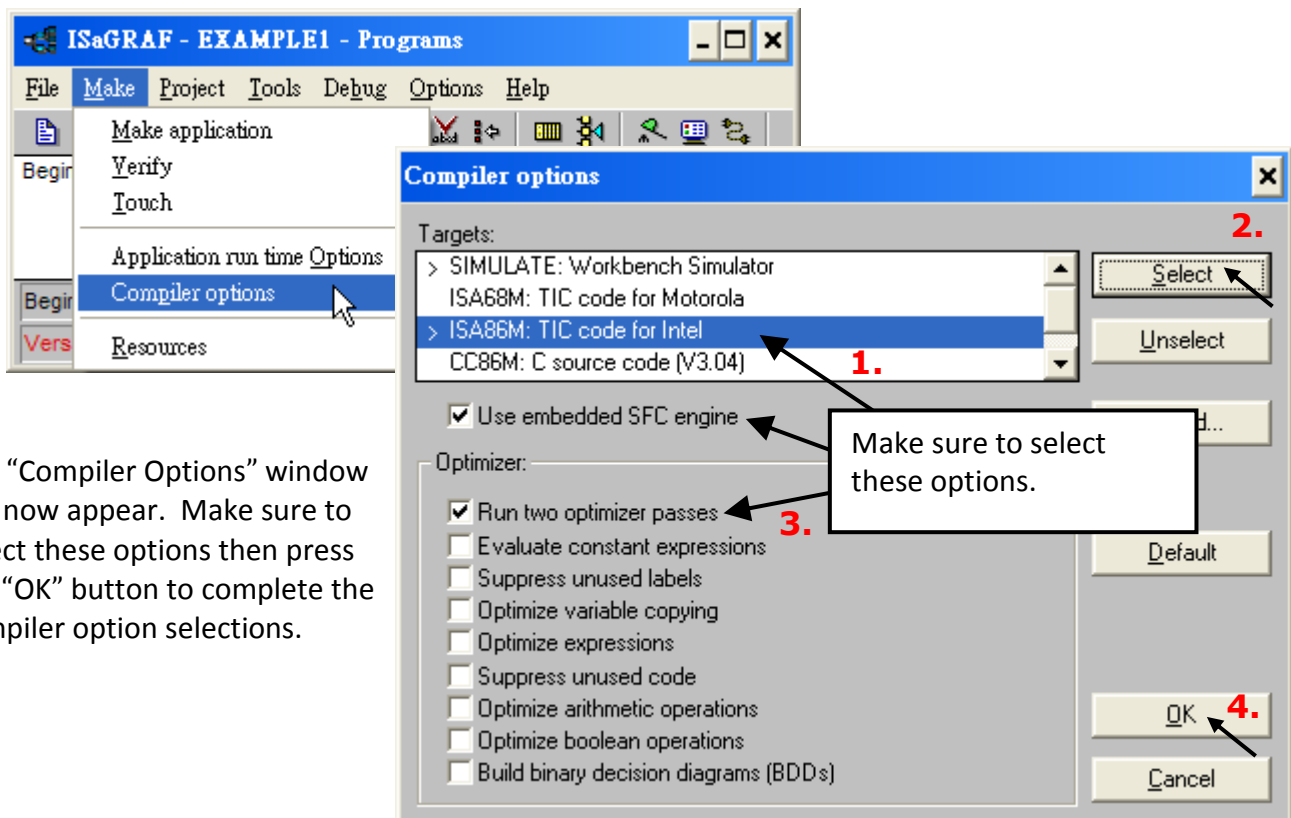 ISaGRAF - EXAMPLE1 - Programs
File Make Project Tools Debug Options Help
Make application
Verify
Touch
Application run time Options
Compiler options
Resources
Begin
Begin
Vers
Compiler options
Targets:
> SIMULATE: Workbench Simulator
ISA68M: TIC code for Motorola
> ISA86M: TIC code for Intel
CC86M: C source code (V3.04)
1.
2.
Select
Unselect
Use embedded SFC engine
Make sure to select
these options.
d...
Optimizer:
Run two optimizer passes
3.
Evaluate constant expressions
Suppress unused labels
Optimize variable copying
Optimize expressions
Suppress unused code
Optimize arithmetic operations
Optimize boolean operations
Build binary decision diagrams (BDDs)
Default
OK
4.
Cancel
“Compiler Options” window
now appear. Make sure to
ect these options then press
“OK” button to complete the
mpiler option selections.